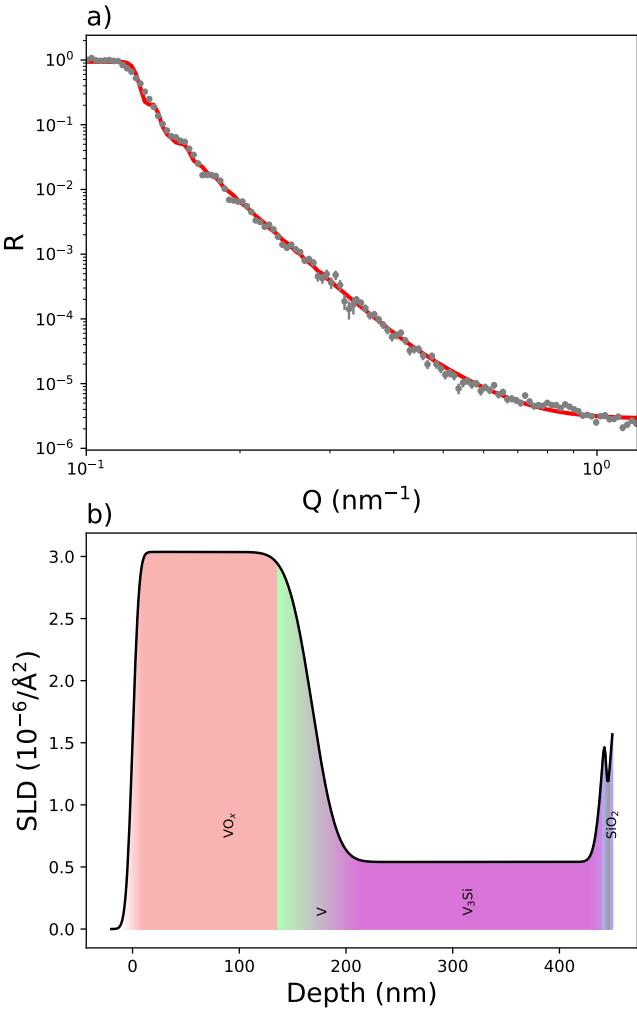 a)
10⁰
10⁻¹
10⁻²
10⁻³
10⁻⁴
10⁻⁵
10⁻⁶
R
10⁻¹
10⁰
Q (nm⁻¹)
b)
3.0
2.5
2.0
1.5
1.0
0.5
0.0
SLD (10⁻⁶/Å²)
VOₓ
V
V₃Si
SiO₂
0
100
200
300
400
Depth (nm)